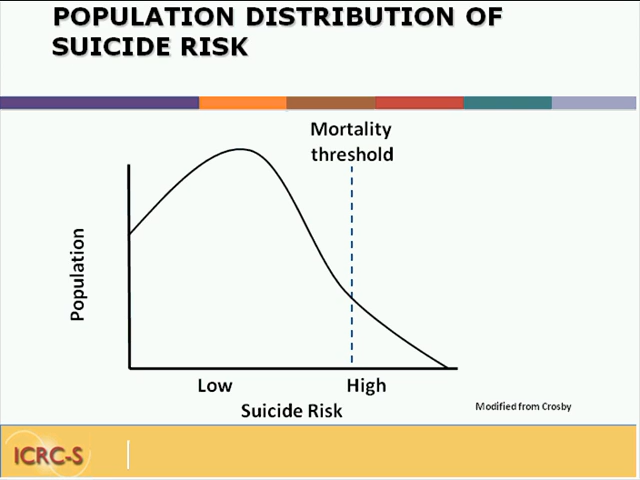 POPULATION DISTRIBUTION OF
SUICIDE RISK
Mortality
threshold
Population
Low
High
Suicide Risk
Modified from Crosby
ICRC-S